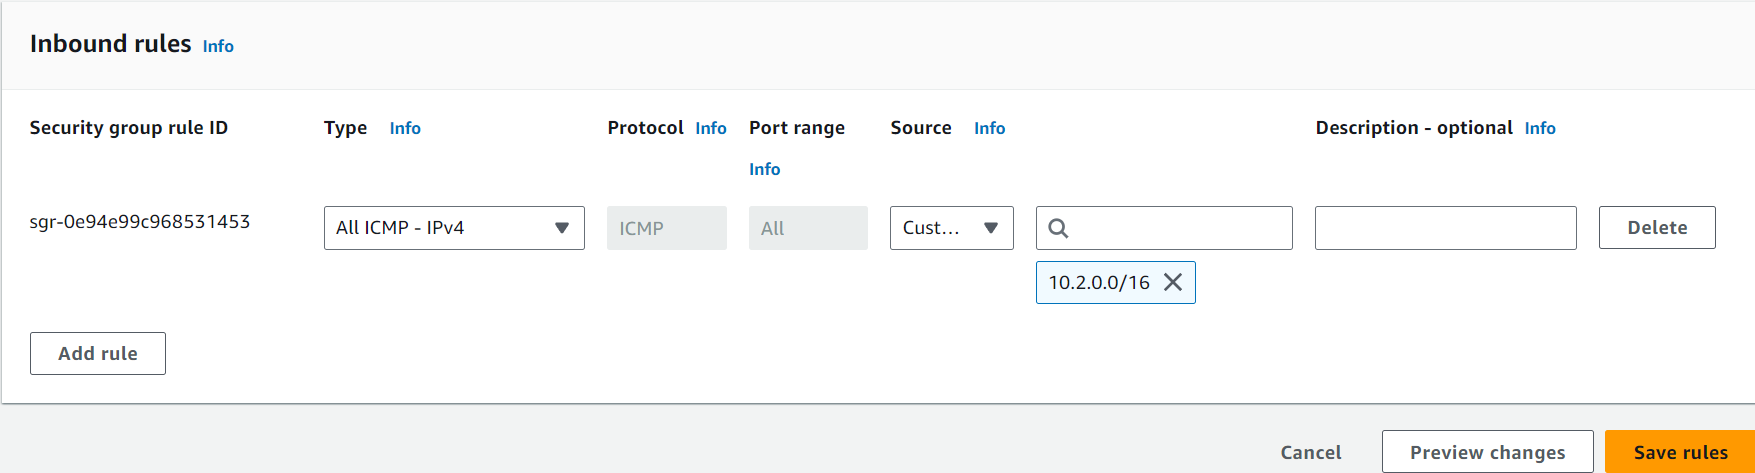 Inbound rules Info
Security group rule ID Type Info Protocol Info Port range Info Source Info Description - optional Info
sgr-0e94e99c968531453 All ICMP - IPv4 ICMP All Cust... Delete
10.2.0.0/16
Add rule
Cancel Preview changes Save rules